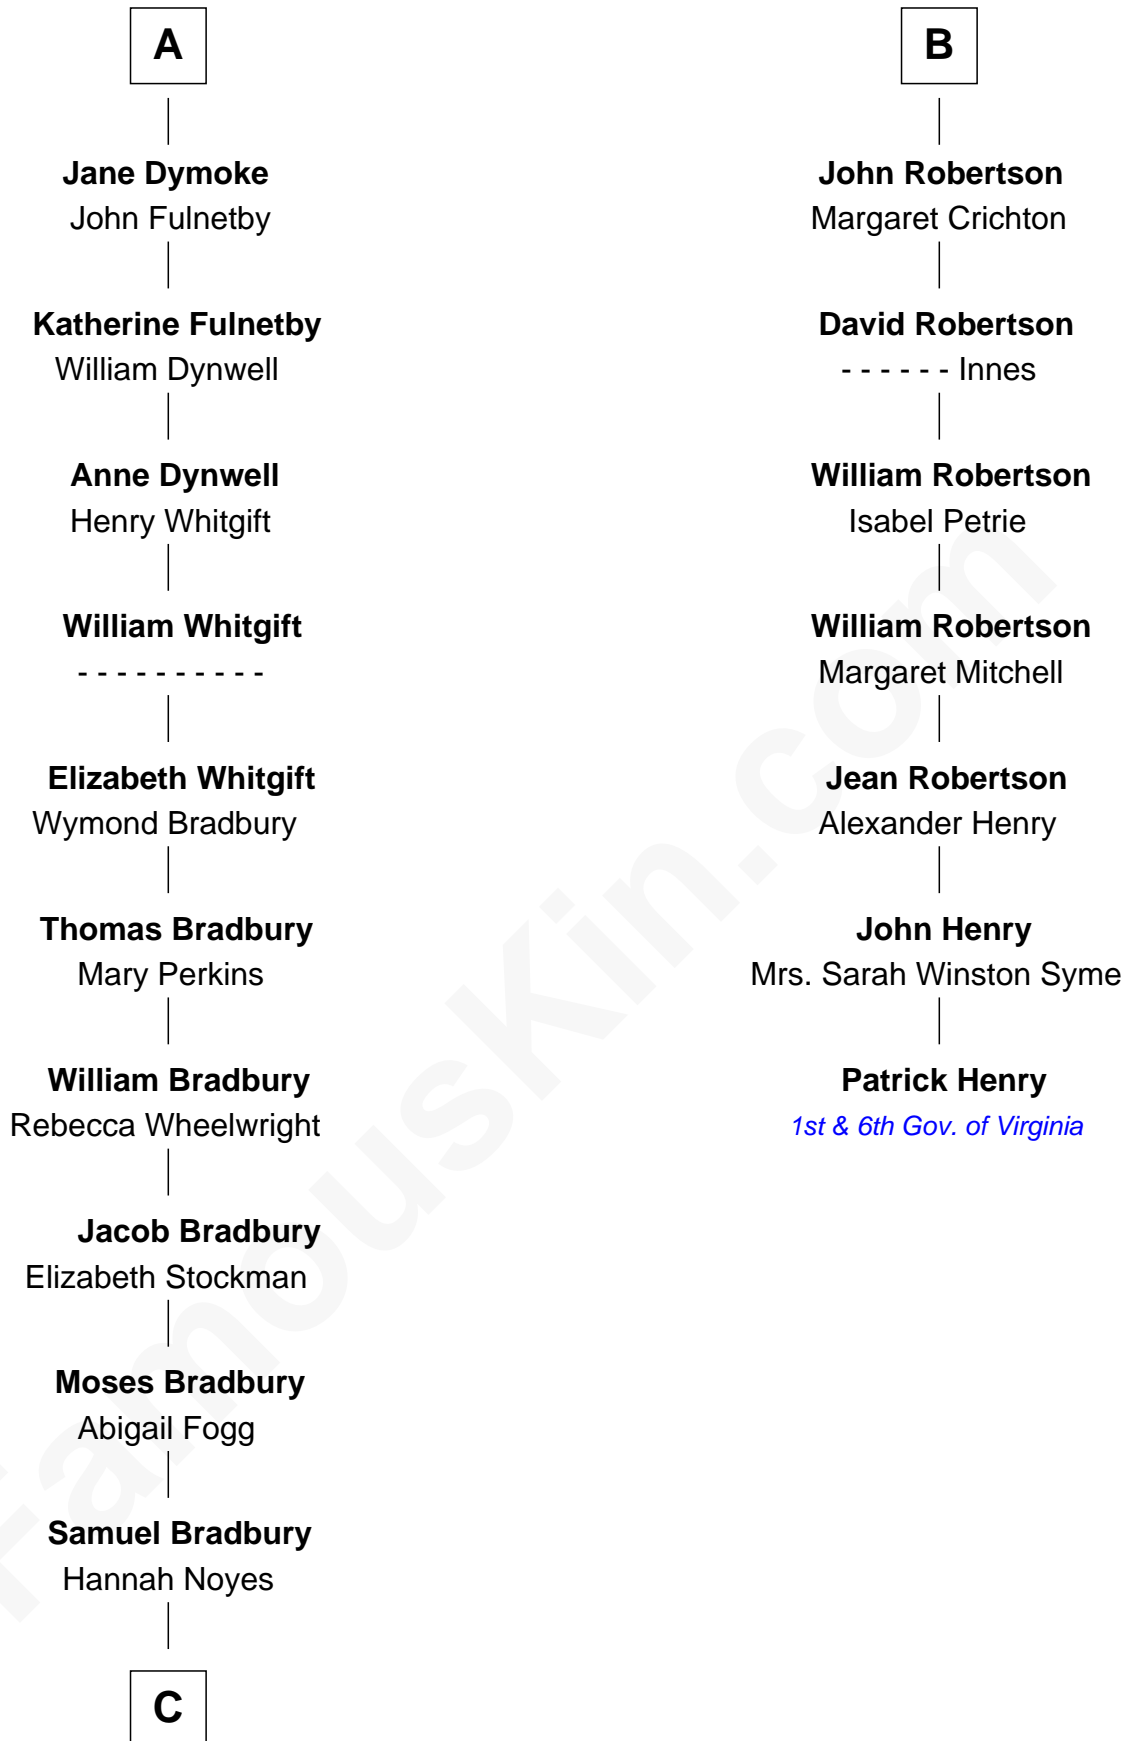 A
Jane Dymoke
John Fulnetby
Katherine Fulnetby
William Dynwell
Anne Dynwell
Henry Whitgift
William Whitgift
- - - - - - - - - -
Elizabeth Whitgift
Wymond Bradbury
Thomas Bradbury
Mary Perkins
William Bradbury
Rebecca Wheelwright
Jacob Bradbury
Elizabeth Stockman
Moses Bradbury
Abigail Fogg
Samuel Bradbury
Hannah Noyes
C
B
John Robertson
Margaret Crichton
David Robertson
- - - - - - Innes
William Robertson
Isabel Petrie
William Robertson
Margaret Mitchell
Jean Robertson
Alexander Henry
John Henry
Mrs. Sarah Winston Syme
Patrick Henry
1st & 6th Gov. of Virginia
FamousKin.com